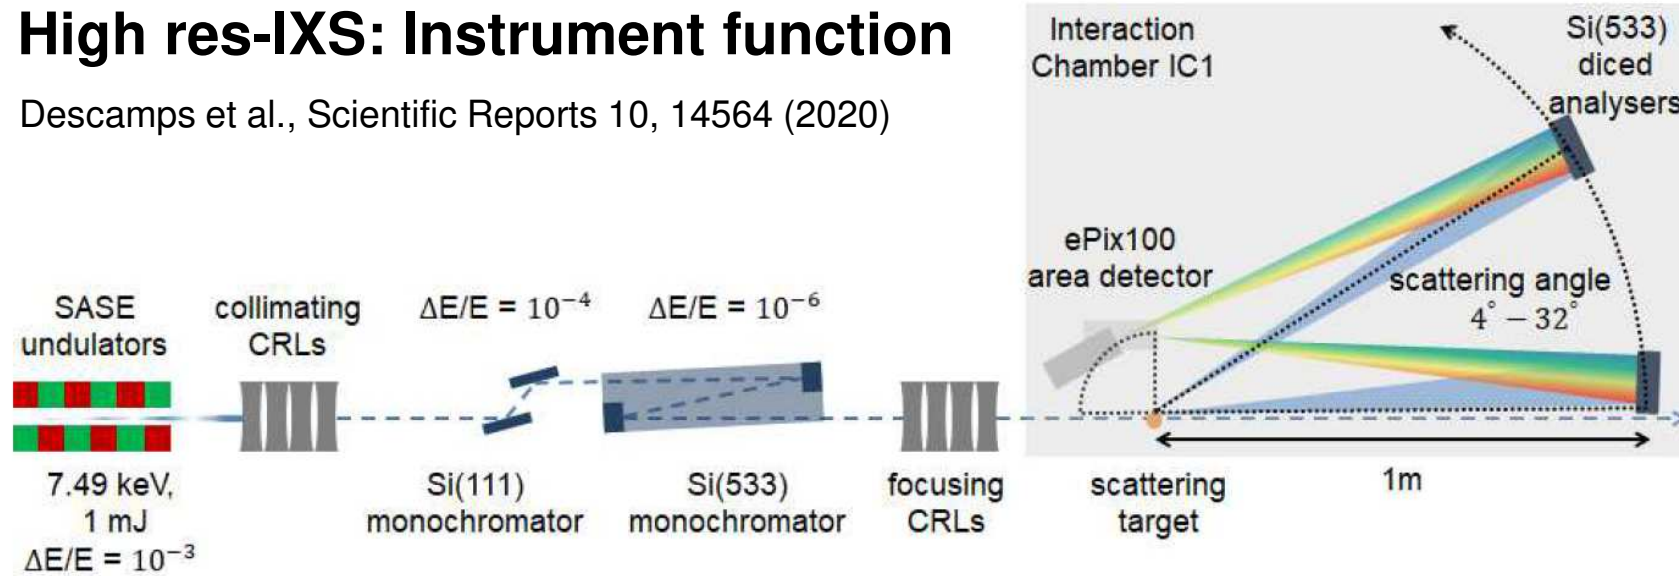 High res-IXS: Instrument function
Descamps et al., Scientific Reports 10, 14564 (2020)
SASE
undulators
7.49 keV,
1 mJ
ΔE/E = 10⁻³
collimating
CRLs
ΔE/E = 10⁻⁴
Si(111)
monochromator
ΔE/E = 10⁻⁶
Si(533)
monochromator
focusing
CRLs
Interaction
Chamber IC1
Si(533)
diced
analysers
ePix100
area detector
scattering angle
4° – 32°
scattering
target
1m